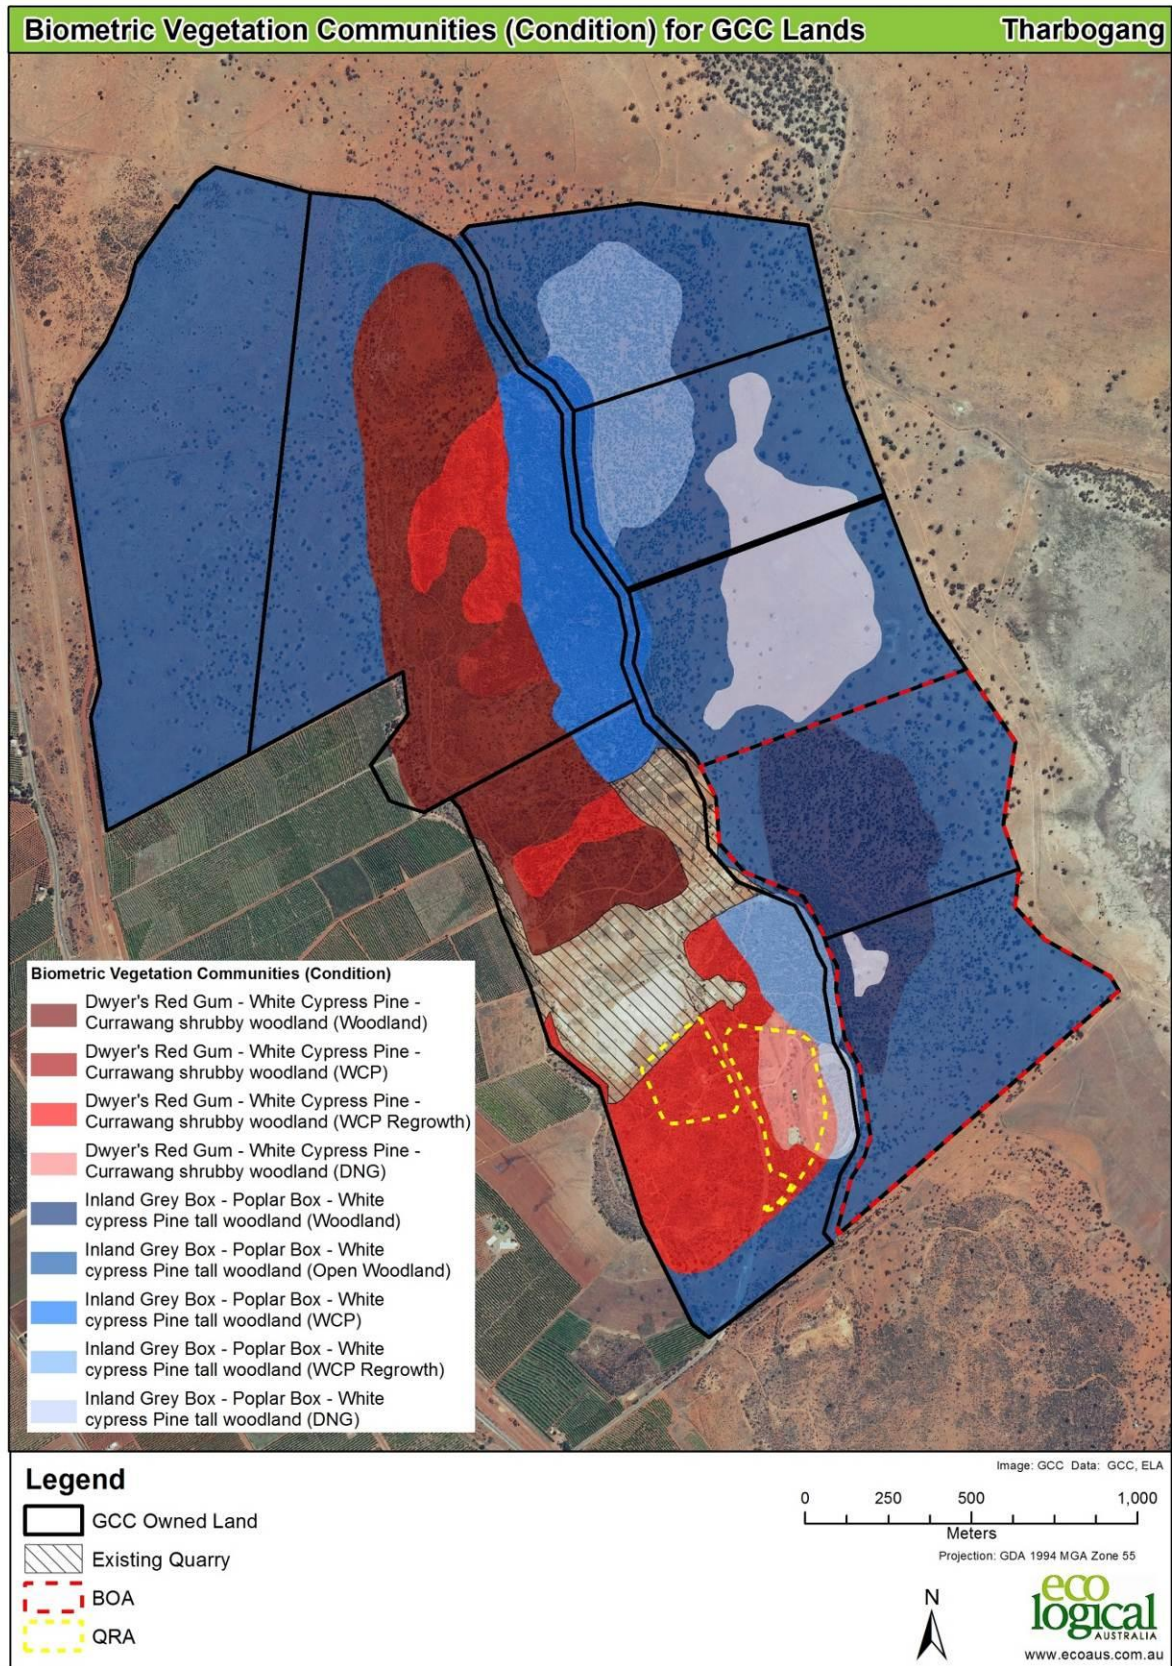 Biometric Vegetation Communities (Condition) for GCC Lands Tharbogang
Biometric Vegetation Communities (Condition)
Dwyer's Red Gum - White Cypress Pine -
Currawang shrubby woodland (Woodland)
Dwyer's Red Gum - White Cypress Pine -
Currawang shrubby woodland (WCP)
Dwyer's Red Gum - White Cypress Pine -
Currawang shrubby woodland (WCP Regrowth)
Dwyer's Red Gum - White Cypress Pine -
Currawang shrubby woodland (DNG)
Inland Grey Box - Poplar Box - White
cypress Pine tall woodland (Woodland)
Inland Grey Box - Poplar Box - White
cypress Pine tall woodland (Open Woodland)
Inland Grey Box - Poplar Box - White
cypress Pine tall woodland (WCP)
Inland Grey Box - Poplar Box - White
cypress Pine tall woodland (WCP Regrowth)
Inland Grey Box - Poplar Box - White
cypress Pine tall woodland (DNG)
Legend
GCC Owned Land
Existing Quarry
BOA
QRA
Image: GCC Data: GCC, ELA
0 250 500 1,000
Meters
Projection: GDA 1994 MGA Zone 55
N
eco
logical
AUSTRALIA
www.ecoaus.com.au